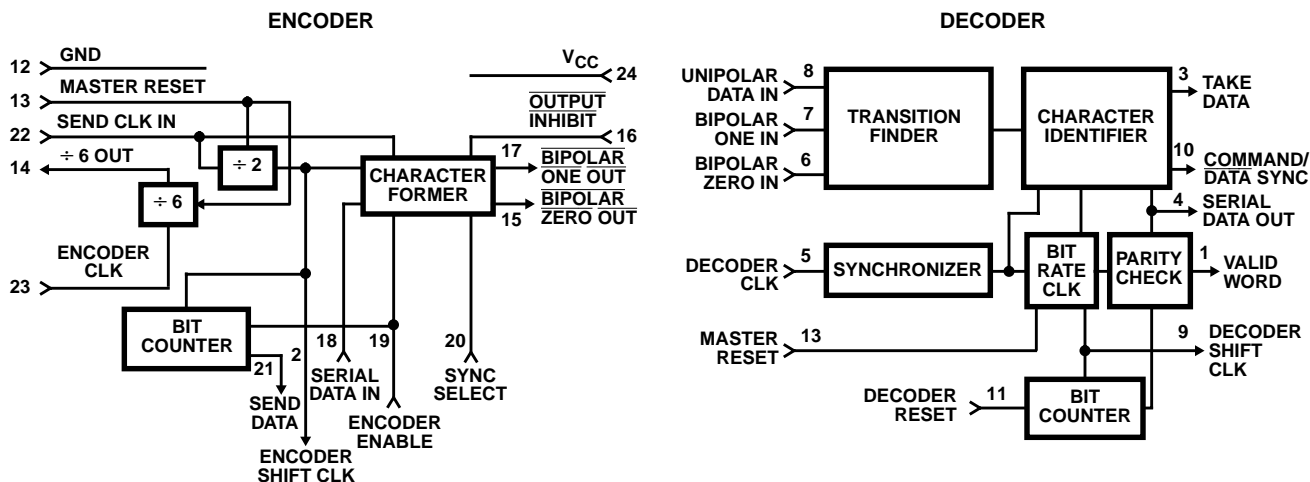 ENCODER
12
GND
13
MASTER RESET
22
SEND CLK IN
14
÷ 6 OUT
÷ 2
÷ 6
ENCODER
CLK
23
BIT
COUNTER
21
2
SEND
DATA
ENCODER
SHIFT CLK
18
SERIAL
DATA IN
19
ENCODER
ENABLE
20
SYNC
SELECT
CHARACTER
FORMER
VCC
24
OUTPUT
INHIBIT
16
17
BIPOLAR
ONE OUT
BIPOLAR
ZERO OUT
15
DECODER
UNIPOLAR
DATA IN
8
BIPOLAR
ONE IN
7
BIPOLAR
ZERO IN
6
TRANSITION
FINDER
CHARACTER
IDENTIFIER
3
TAKE
DATA
10
COMMAND/
DATA SYNC
4
SERIAL
DATA OUT
DECODER
CLK
5
SYNCHRONIZER
BIT
RATE
CLK
PARITY
CHECK
1
VALID
WORD
MASTER
RESET
13
9
DECODER
SHIFT
CLK
DECODER
RESET
11
BIT
COUNTER